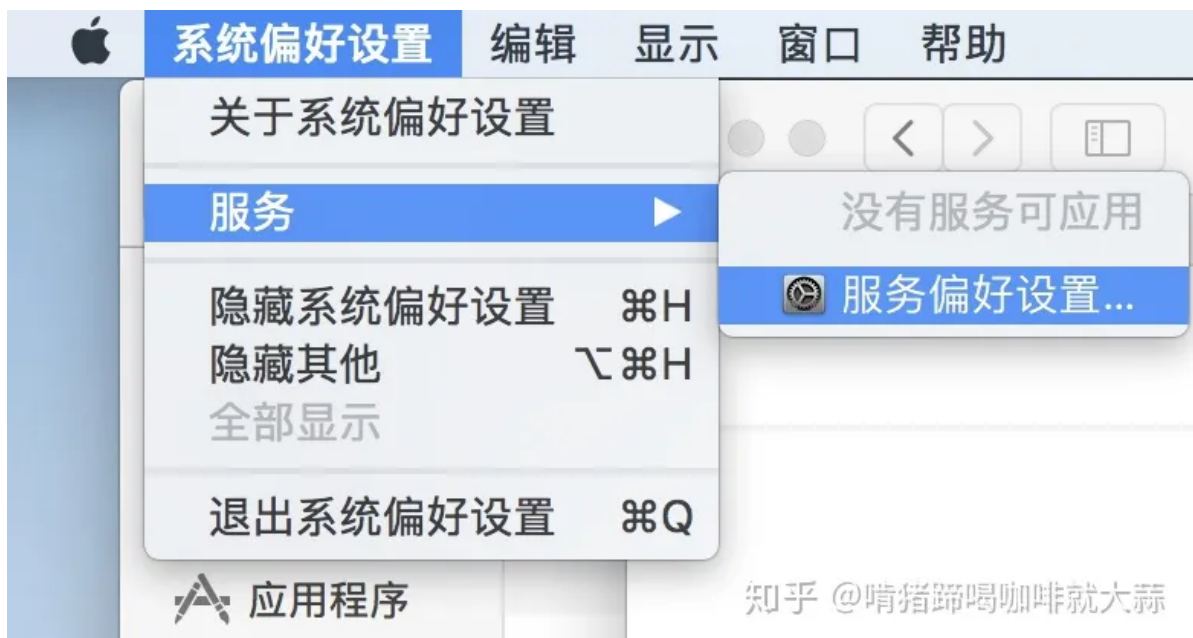 系统偏好设置 编辑 显示 窗口 帮助
关于系统偏好设置
服务
没有服务可应用
服务偏好设置...
隐藏系统偏好设置 ⌘H
隐藏其他 ⌥⌘H
全部显示
退出系统偏好设置 ⌘Q
应用程序
知乎 @啃猪蹄喝咖啡就大蒜